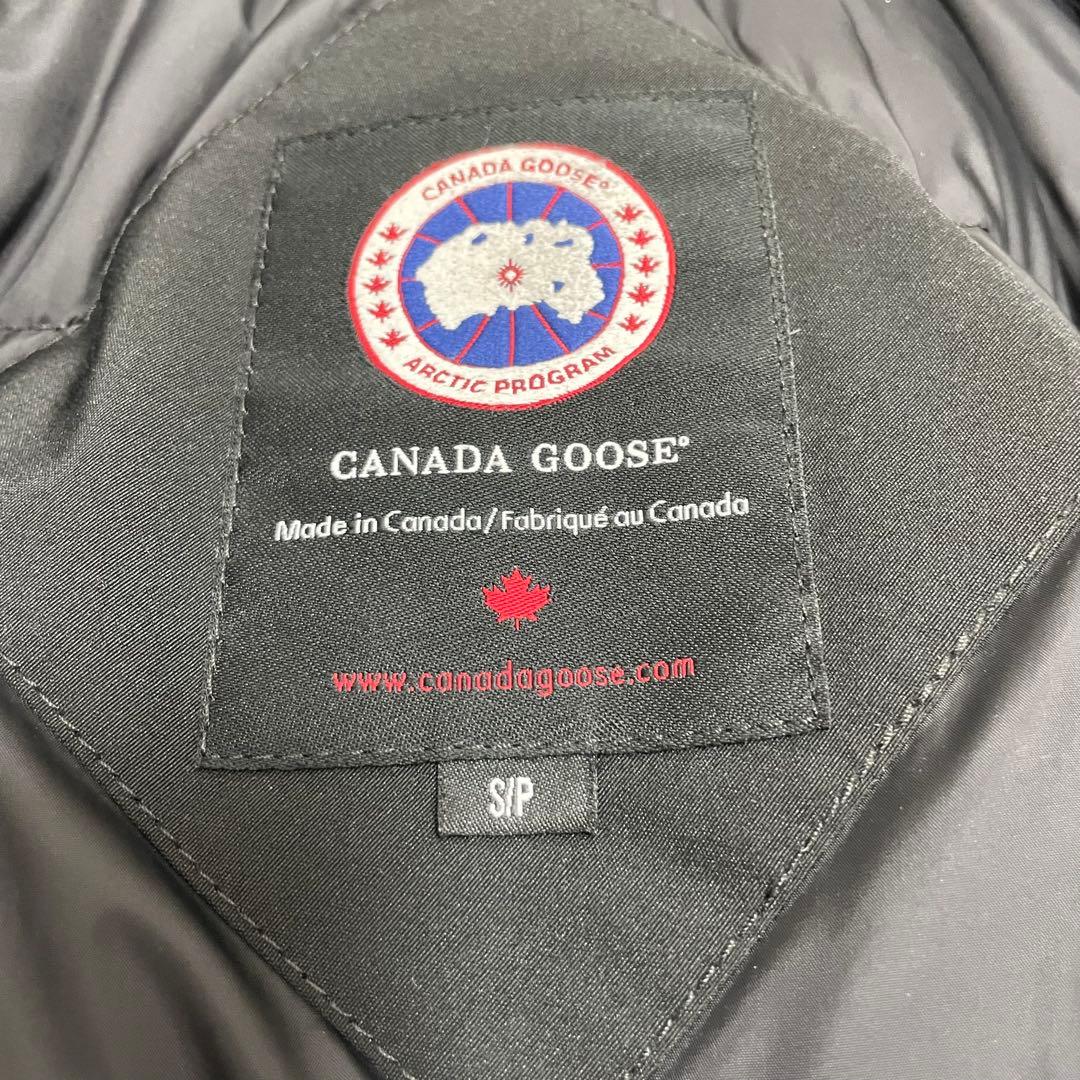 CANADA GOOSE®
ARCTIC PROGRAM
CANADA GOOSE®
Made in Canada/Fabriqué au Canada
www.canadagoose.com
S/P